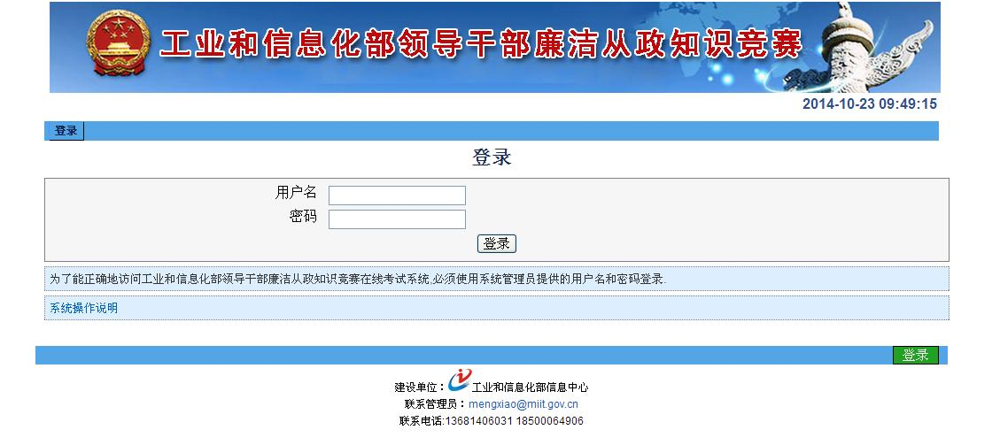 工业和信息化部领导干部廉洁从政知识竞赛
2014-10-23 09:49:15
登录
登录
用户名
密码
登录
为了能正确地访问工业和信息化部领导干部廉洁从政知识竞赛在线考试系统,必须使用系统管理员提供的用户名和密码登录.
系统操作说明
登录
建设单位：工业和信息化部信息中心
联系管理员：mengxiao@miit.gov.cn
联系电话:13681406031 18500064906